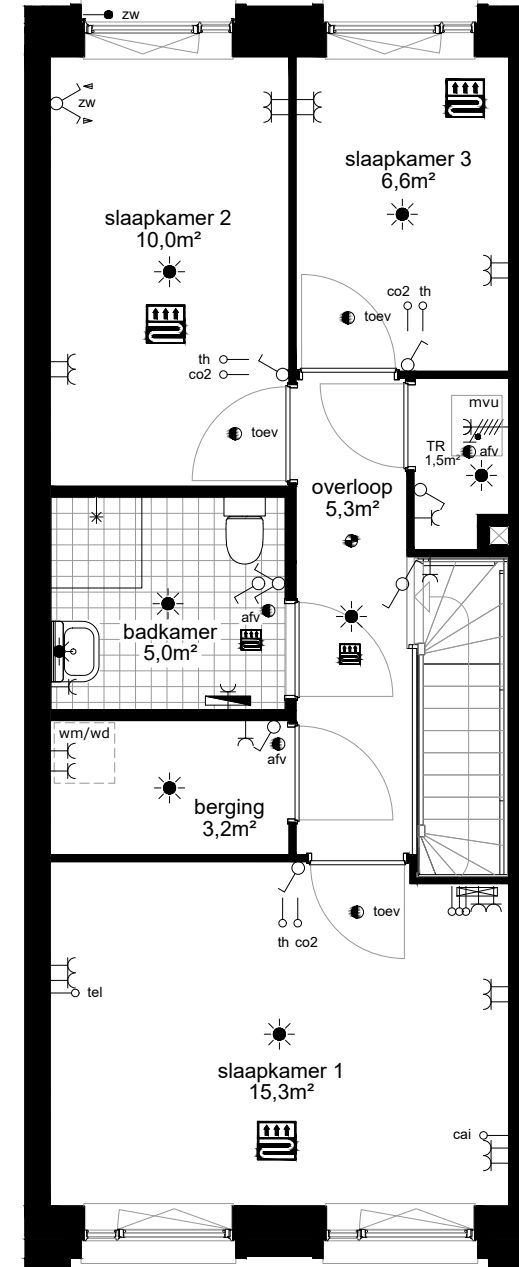 zw
zw
slaapkamer 3
6,6m²
slaapkamer 2
10,0m²
co2 th
toev
th
co2
mvu
toev
TR
1,5m²
afv
overloop
5,3m²
afv
badkamer
5,0m²
wm/wd
afv
berging
3,2m²
toev
th co2
tel
slaapkamer 1
15,3m²
cai